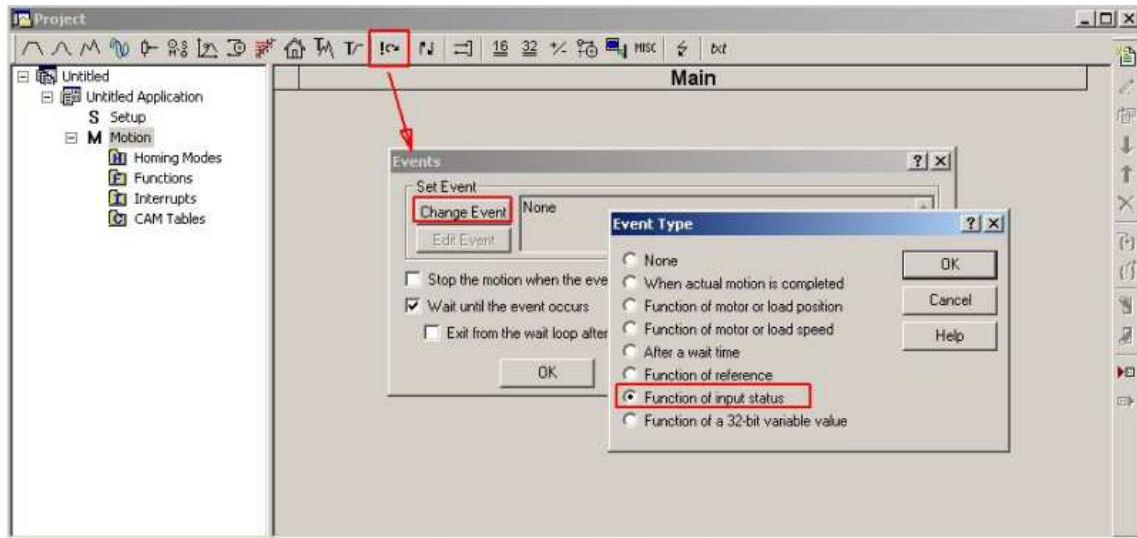 Project
!
16 32 +/- MISC txt
Untitled
Untitled Application
S Setup
M Motion
H Homing Modes
F Functions
I Interrupts
C CAM Tables
Main
Events
Set Event
Change Event
None
Edit Event
Stop the motion when the eve
Wait until the event occurs
Exit from the wait loop after
OK
Event Type
None
When actual motion is completed
Function of motor or load position
Function of motor or load speed
After a wait time
Function of reference
Function of input status
Function of a 32-bit variable value
OK
Cancel
Help